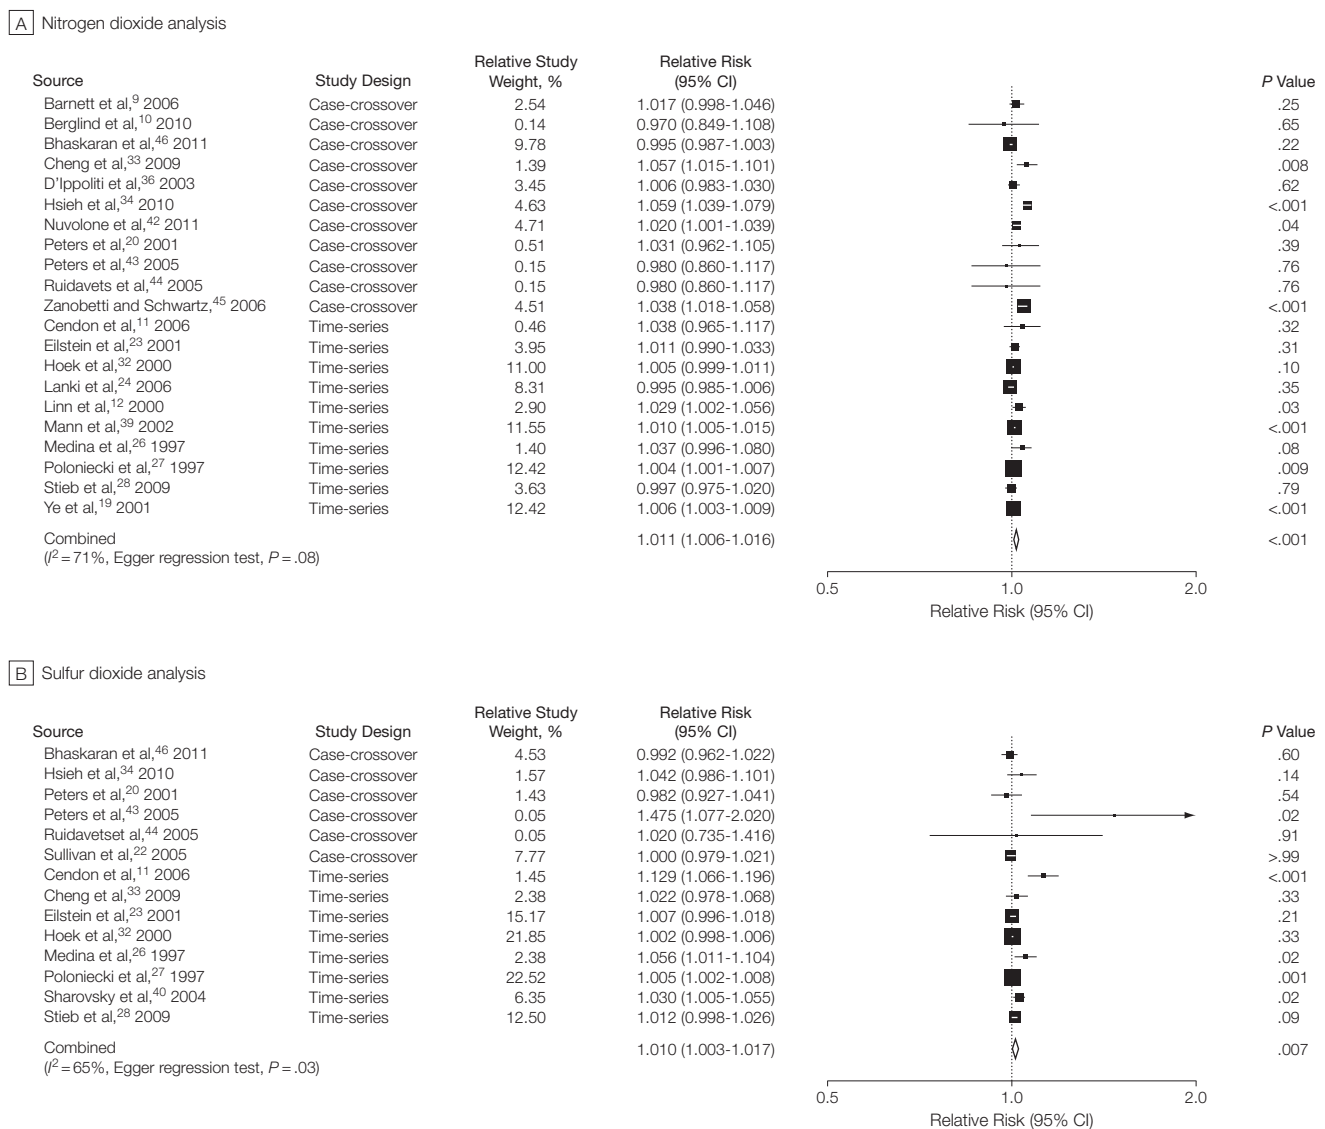 A Nitrogen dioxide analysis
Relative Study Relative Risk
Source Study Design Weight, % (95% CI) P Value
Barnett et al,9 2006 Case-crossover 2.54 1.017 (0.998-1.046) .25
Berglind et al,10 2010 Case-crossover 0.14 0.970 (0.849-1.108) .65
Bhaskaran et al,46 2011 Case-crossover 9.78 0.995 (0.987-1.003) .22
Cheng et al,33 2009 Case-crossover 1.39 1.057 (1.015-1.101) .008
D'Ippoliti et al,36 2003 Case-crossover 3.45 1.006 (0.983-1.030) .62
Hsieh et al,34 2010 Case-crossover 4.63 1.059 (1.039-1.079) <.001
Nuvolone et al,42 2011 Case-crossover 4.71 1.020 (1.001-1.039) .04
Peters et al,20 2001 Case-crossover 0.51 1.031 (0.962-1.105) .39
Peters et al,43 2005 Case-crossover 0.15 0.980 (0.860-1.117) .76
Ruidavets et al,44 2005 Case-crossover 0.15 0.980 (0.860-1.117) .76
Zanobetti and Schwartz,45 2006 Case-crossover 4.51 1.038 (1.018-1.058) <.001
Cendon et al,11 2006 Time-series 0.46 1.038 (0.965-1.117) .32
Eilstein et al,23 2001 Time-series 3.95 1.011 (0.990-1.033) .31
Hoek et al,32 2000 Time-series 11.00 1.005 (0.999-1.011) .10
Lanki et al,24 2006 Time-series 8.31 0.995 (0.985-1.006) .35
Linn et al,12 2000 Time-series 2.90 1.029 (1.002-1.056) .03
Mann et al,39 2002 Time-series 11.55 1.010 (1.005-1.015) <.001
Medina et al,26 1997 Time-series 1.40 1.037 (0.996-1.080) .08
Poloniecki et al,27 1997 Time-series 12.42 1.004 (1.001-1.007) .009
Stieb et al,28 2009 Time-series 3.63 0.997 (0.975-1.020) .79
Ye et al,19 2001 Time-series 12.42 1.006 (1.003-1.009) <.001
Combined 1.011 (1.006-1.016) <.001
(I2 = 71%, Egger regression test, P = .08)
0.5 1.0 2.0
Relative Risk (95% CI)
B Sulfur dioxide analysis
Relative Study Relative Risk
Source Study Design Weight, % (95% CI) P Value
Bhaskaran et al,46 2011 Case-crossover 4.53 0.992 (0.962-1.022) .60
Hsieh et al,34 2010 Case-crossover 1.57 1.042 (0.986-1.101) .14
Peters et al,20 2001 Case-crossover 1.43 0.982 (0.927-1.041) .54
Peters et al,43 2005 Case-crossover 0.05 1.475 (1.077-2.020) .02
Ruidavetset al,44 2005 Case-crossover 0.05 1.020 (0.735-1.416) .91
Sullivan et al,22 2005 Case-crossover 7.77 1.000 (0.979-1.021) >.99
Cendon et al,11 2006 Time-series 1.45 1.129 (1.066-1.196) <.001
Cheng et al,33 2009 Time-series 2.38 1.022 (0.978-1.068) .33
Eilstein et al,23 2001 Time-series 15.17 1.007 (0.996-1.018) .21
Hoek et al,32 2000 Time-series 21.85 1.002 (0.998-1.006) .33
Medina et al,26 1997 Time-series 2.38 1.056 (1.011-1.104) .02
Poloniecki et al,27 1997 Time-series 22.52 1.005 (1.002-1.008) .001
Sharovsky et al,40 2004 Time-series 6.35 1.030 (1.005-1.055) .02
Stieb et al,28 2009 Time-series 12.50 1.012 (0.998-1.026) .09
Combined 1.010 (1.003-1.017) .007
(I2 = 65%, Egger regression test, P = .03)
0.5 1.0 2.0
Relative Risk (95% CI)